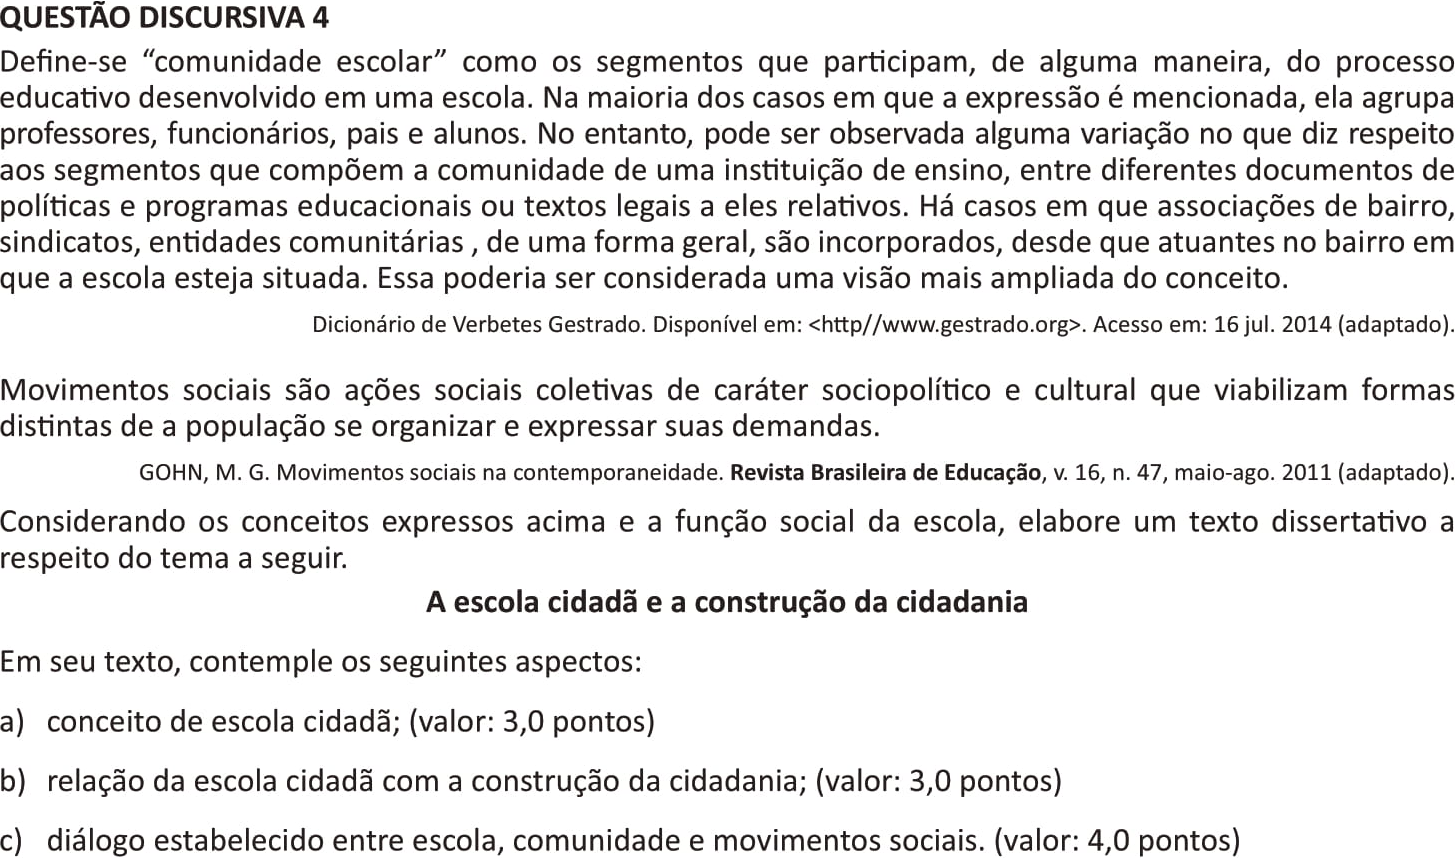 QUESTÃO DISCURSIVA 4
Define-se “comunidade escolar” como os segmentos que participam, de alguma maneira, do processo
educativo desenvolvido em uma escola. Na maioria dos casos em que a expressão é mencionada, ela agrupa
professores, funcionários, pais e alunos. No entanto, pode ser observada alguma variação no que diz respeito
aos segmentos que compõem a comunidade de uma instituição de ensino, entre diferentes documentos de
políticas e programas educacionais ou textos legais a eles relativos. Há casos em que associações de bairro,
sindicatos, entidades comunitárias , de uma forma geral, são incorporados, desde que atuantes no bairro em
que a escola esteja situada. Essa poderia ser considerada uma visão mais ampliada do conceito.
Dicionário de Verbetes Gestrado. Disponível em: <http//www.gestrado.org>. Acesso em: 16 jul. 2014 (adaptado).
Movimentos sociais são ações sociais coletivas de caráter sociopolítico e cultural que viabilizam formas
distintas de a população se organizar e expressar suas demandas.
GOHN, M. G. Movimentos sociais na contemporaneidade. Revista Brasileira de Educação, v. 16, n. 47, maio-ago. 2011 (adaptado).
Considerando os conceitos expressos acima e a função social da escola, elabore um texto dissertativo a
respeito do tema a seguir.
A escola cidadã e a construção da cidadania
Em seu texto, contemple os seguintes aspectos:
a) conceito de escola cidadã; (valor: 3,0 pontos)
b) relação da escola cidadã com a construção da cidadania; (valor: 3,0 pontos)
c) diálogo estabelecido entre escola, comunidade e movimentos sociais. (valor: 4,0 pontos)